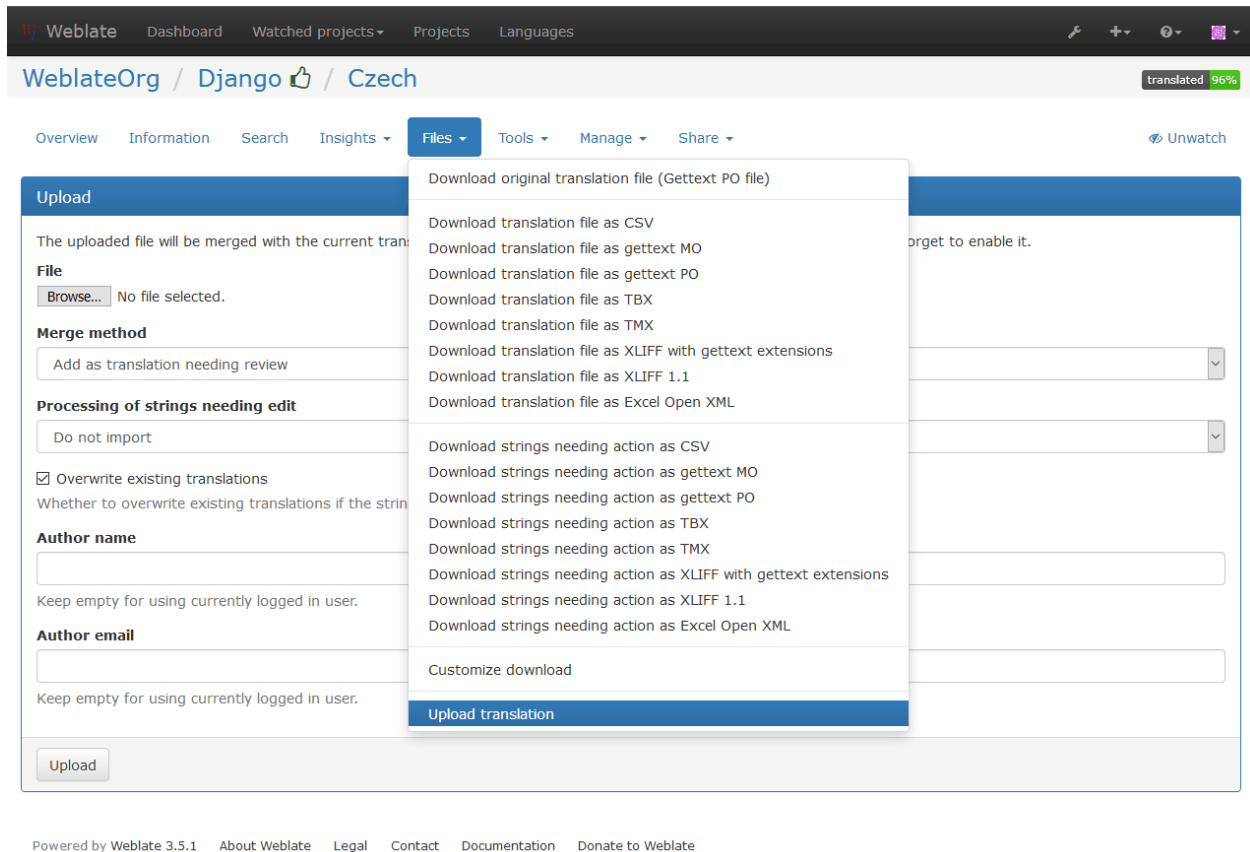 Weblate Dashboard Watched projects Projects Languages
WeblateOrg / Django / Czech
translated 96%
Overview Information Search Insights Files Tools Manage Share Unwatch
Upload
The uploaded file will be merged with the current
orget to enable it.
File
Browse... No file selected.
Merge method
Add as translation needing review
Processing of strings needing edit
Do not import
Overwrite existing translations
Whether to overwrite existing translations if the
Author name
Keep empty for using currently logged in user.
Author email
Keep empty for using currently logged in user.
Upload
Download original translation file (Gettext PO file)
Download translation file as CSV
Download translation file as gettext MO
Download translation file as gettext PO
Download translation file as TBX
Download translation file as TMX
Download translation file as XLIFF with gettext extensions
Download translation file as XLIFF 1.1
Download translation file as Excel Open XML
Download strings needing action as CSV
Download strings needing action as gettext MO
Download strings needing action as gettext PO
Download strings needing action as TBX
Download strings needing action as TMX
Download strings needing action as XLIFF with gettext extensions
Download strings needing action as XLIFF 1.1
Download strings needing action as Excel Open XML
Customize download
Upload translation
Powered by Weblate 3.5.1 About Weblate Legal Contact Documentation Donate to Weblate